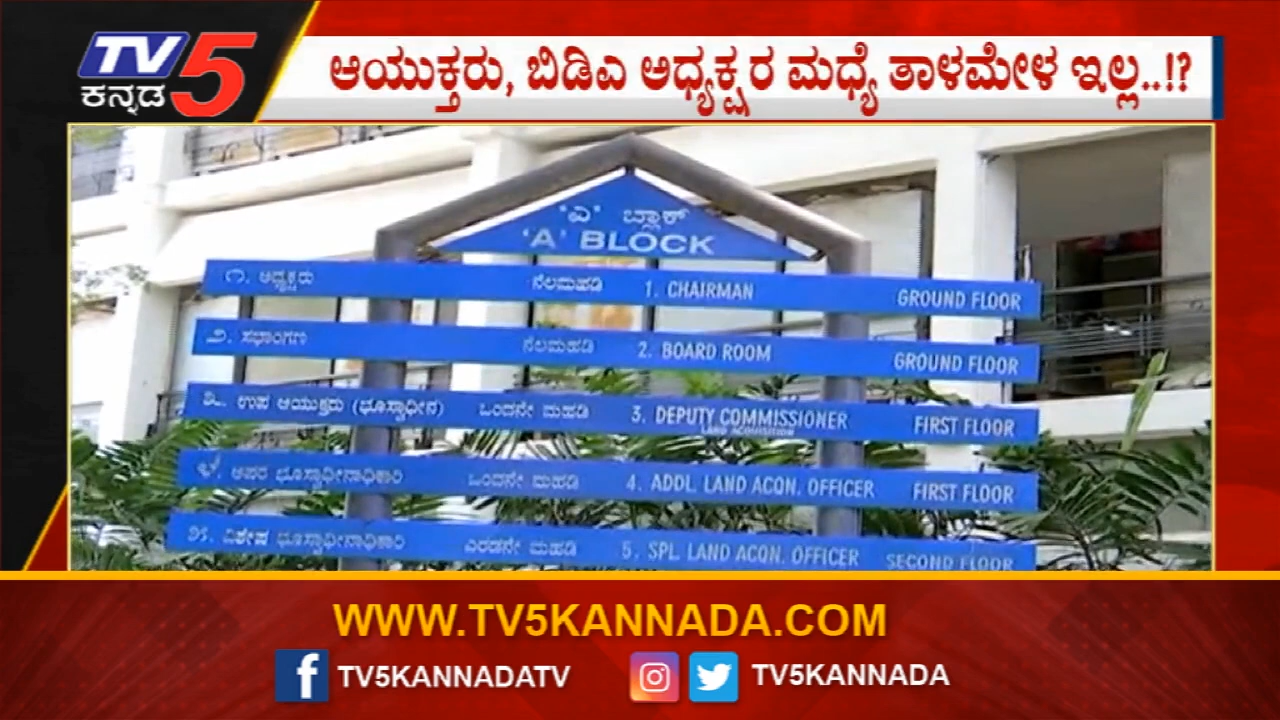 TV5 ಕನ್ನಡ
ಆಯುಕ್ತರು, ಬಿಡಿಎ ಅಧ್ಯಕ್ಷರ ಮಧ್ಯೆ ತಾಳಮೇಳ ಇಲ್ಲ..!?
'ಎ' ಬ್ಲಾಕ್
'A' BLOCK
೧. ಅಧ್ಯಕ್ಷರು ನೆಲಮಹಡಿ 1. CHAIRMAN GROUND FLOOR
೨. ಸಭಾಂಗಣ ನೆಲಮಹಡಿ 2. BOARD ROOM GROUND FLOOR
೩. ಉಪ ಆಯುಕ್ತರು (ಭೂಸ್ವಾಧೀನ) ಒಂದನೇ ಮಹಡಿ 3. DEPUTY COMMISSIONER FIRST FLOOR
LAND ACQUISITION
೪. ಅಪರ ಭೂಸ್ವಾಧೀನಾಧಿಕಾರಿ ಒಂದನೇ ಮಹಡಿ 4. ADDL. LAND ACQN. OFFICER FIRST FLOOR
೫. ವಿಶೇಷ ಭೂಸ್ವಾಧೀನಾಧಿಕಾರಿ ಎರಡನೇ ಮಹಡಿ 5. SPL. LAND ACQN. OFFICER SECOND FLOOR
WWW.TV5KANNADA.COM
TV5KANNADATV TV5KANNADA